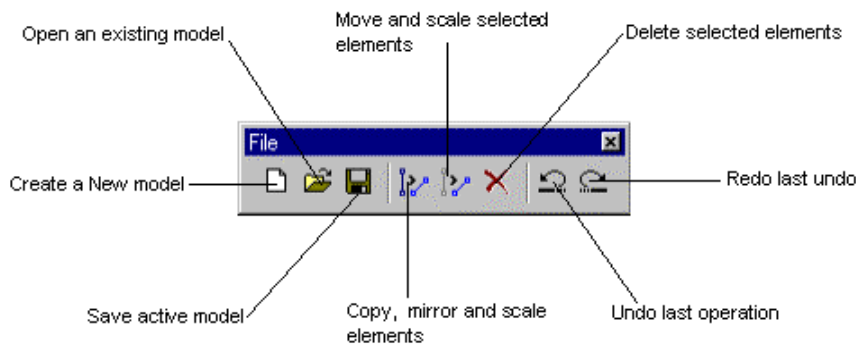 Move and scale selected
elements
Open an existing model
Delete selected elements
File
Create a New model
Redo last undo
Save active model
Copy, mirror and scale
elements
Undo last operation